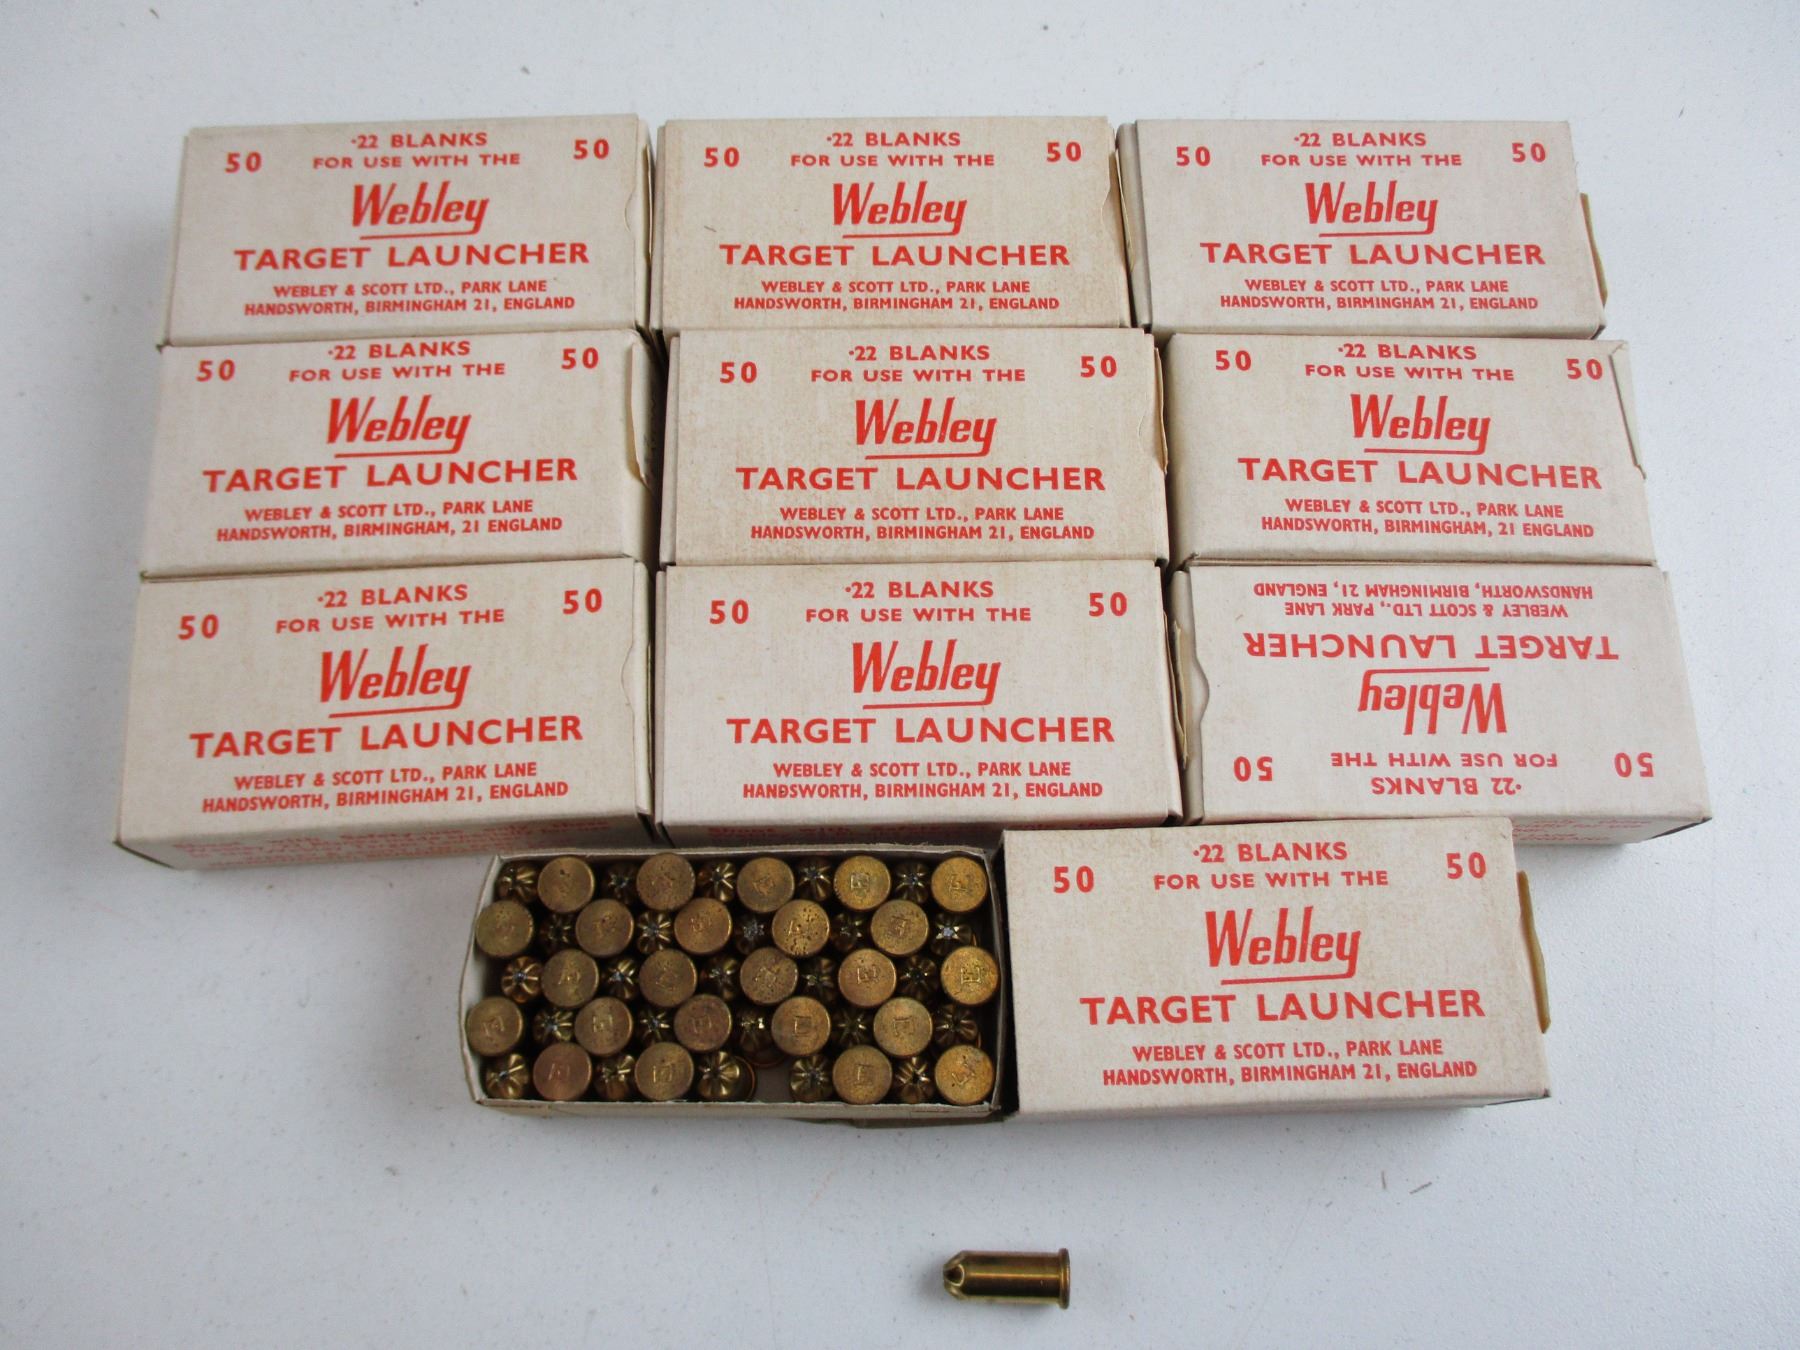 .22 BLANKS
50 FOR USE WITH THE 50
Webley
TARGET LAUNCHER
WEBLEY & SCOTT LTD., PARK LANE
HANDSWORTH, BIRMINGHAM 21, ENGLAND
.22 BLANKS
50 FOR USE WITH THE 50
Webley
TARGET LAUNCHER
WEBLEY & SCOTT LTD., PARK LANE
HANDSWORTH, BIRMINGHAM 21, ENGLAND
.22 BLANKS
50 FOR USE WITH THE 50
Webley
TARGET LAUNCHER
WEBLEY & SCOTT LTD., PARK LANE
HANDSWORTH, BIRMINGHAM 21, ENGLAND
.22 BLANKS
50 FOR USE WITH THE 50
Webley
TARGET LAUNCHER
WEBLEY & SCOTT LTD., PARK LANE
HANDSWORTH, BIRMINGHAM, 21 ENGLAND
.22 BLANKS
50 FOR USE WITH THE 50
Webley
TARGET LAUNCHER
WEBLEY & SCOTT LTD., PARK LANE
HANDSWORTH, BIRMINGHAM 21, ENGLAND
.22 BLANKS
50 FOR USE WITH THE 50
Webley
TARGET LAUNCHER
WEBLEY & SCOTT LTD., PARK LANE
HANDSWORTH, BIRMINGHAM, 21 ENGLAND
.22 BLANKS
50 FOR USE WITH THE 50
Webley
TARGET LAUNCHER
WEBLEY & SCOTT LTD., PARK LANE
HANDSWORTH, BIRMINGHAM 21, ENGLAND
.22 BLANKS
50 FOR USE WITH THE 50
Webley
TARGET LAUNCHER
WEBLEY & SCOTT LTD., PARK LANE
HANDSWORTH, BIRMINGHAM 21, ENGLAND
.22 BLANKS
50 FOR USE WITH THE 50
Webley
TARGET LAUNCHER
WEBLEY & SCOTT LTD., PARK LANE
HANDSWORTH, BIRMINGHAM 21, ENGLAND
.22 BLANKS
50 FOR USE WITH THE 50
Webley
TARGET LAUNCHER
WEBLEY & SCOTT LTD., PARK LANE
HANDSWORTH, BIRMINGHAM 21, ENGLAND